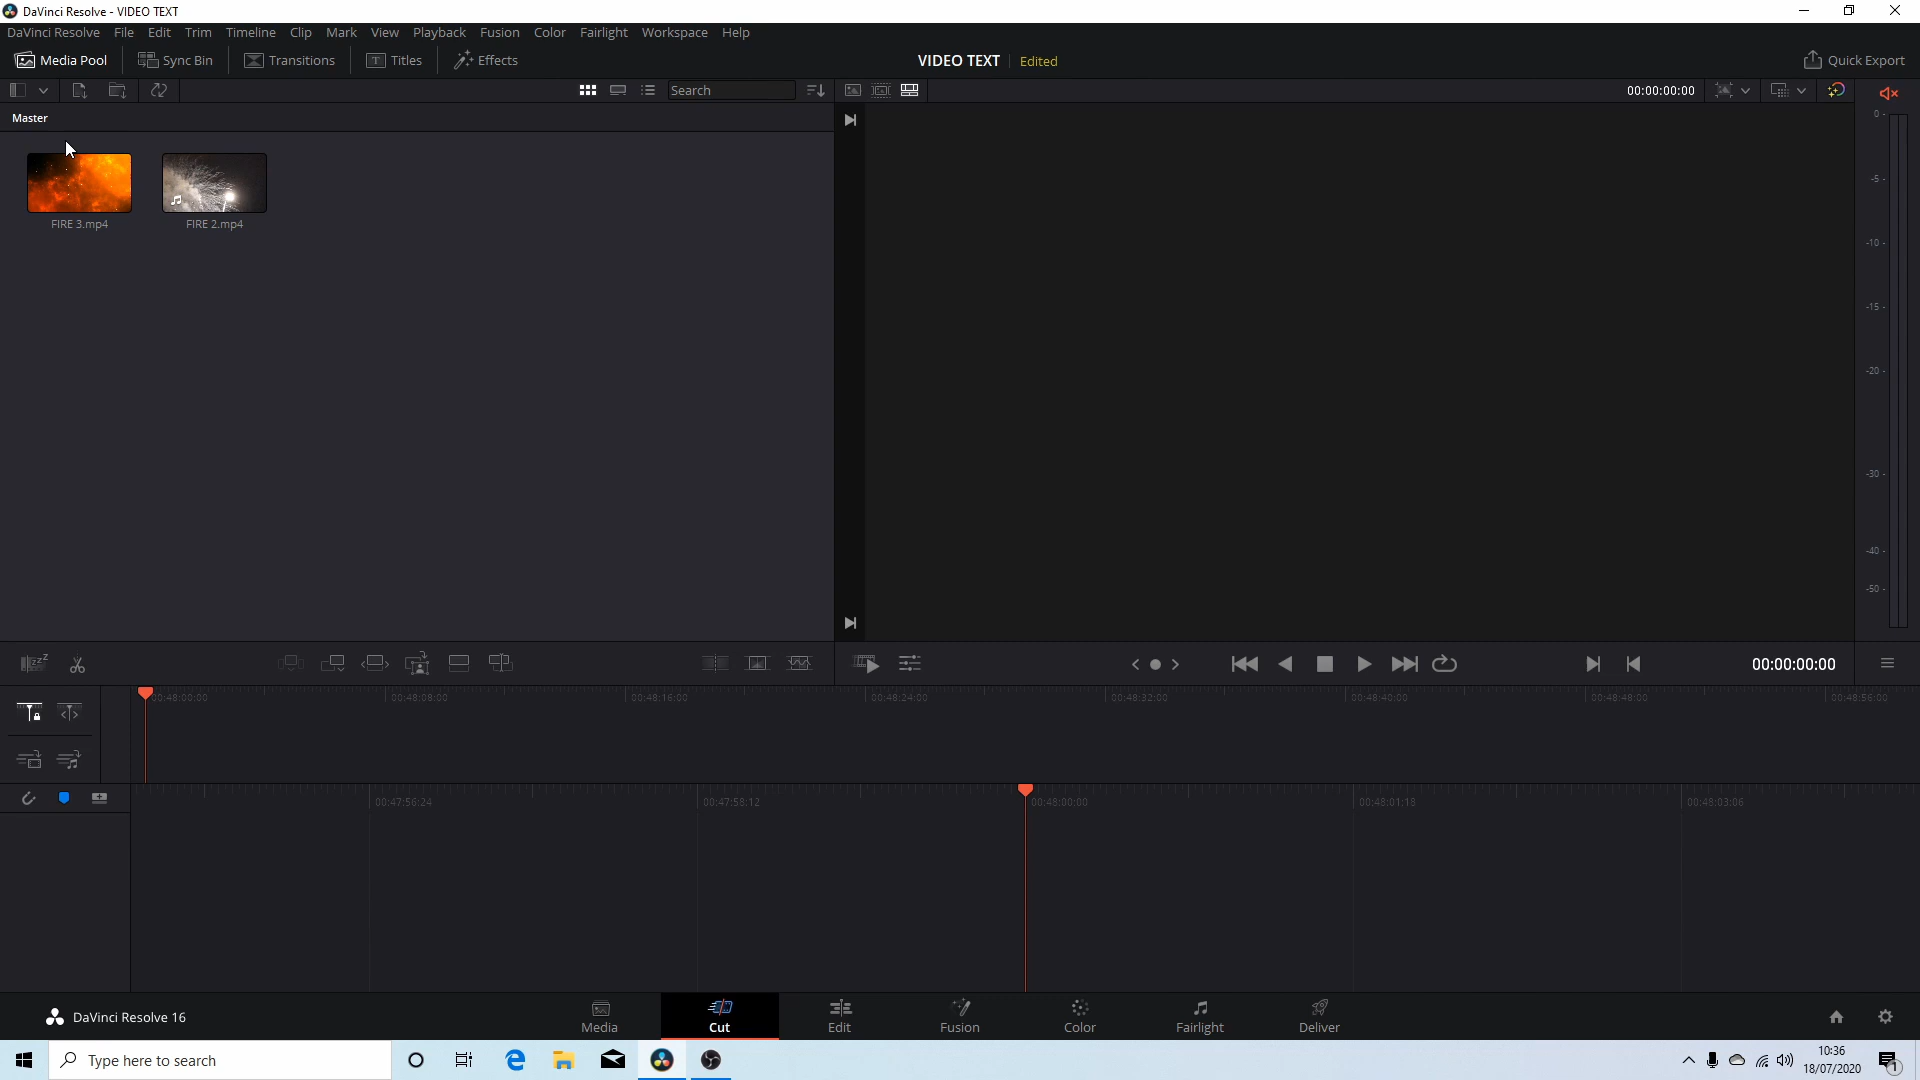 DaVinci Resolve - VIDEO TEXT
DaVinci Resolve File Edit Trim Timeline Clip Mark View Playback Fusion Color Fairlight Workspace Help
Media Pool Sync Bin Transitions Titles Effects VIDEO TEXT Edited Quick Export
Search 00:00:00:00
Master
FIRE 3.mp4 FIRE 2.mp4
0 -
-5 -
-10 -
-15 -
-20 -
-30 -
-40 -
-50 -
zzZ 00:00:00:00
00:48:00:00 00:48:08:00 00:48:16:00 00:48:24:00 00:48:32:00 00:48:40:00 00:48:48:00 00:48:56:00
00:47:56:24 00:47:58:12 00:48:00:00 00:48:01:18 00:48:03:06
DaVinci Resolve 16 Media Cut Edit Fusion Color Fairlight Deliver
Type here to search 10:36
18/07/2020 1